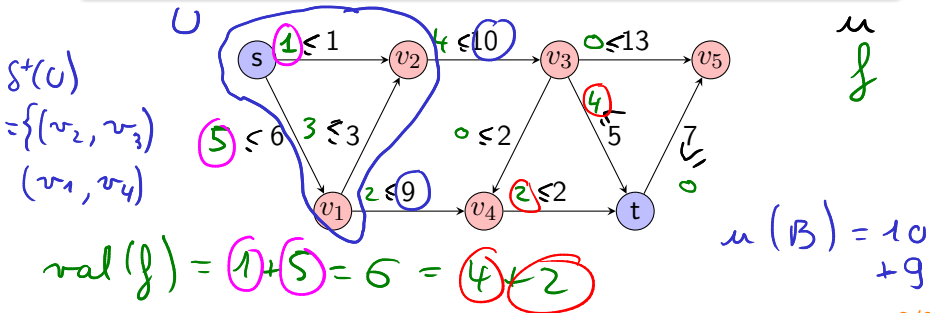 U
s 1 ≤ 1 v₂ 4 ≤10 v₃ 0≤13 v₅
u
f
δ⁺(U)
={(v₂, v₃)
(v₁, v₄)
5 ≤ 6 3 ≤ 3 0 ≤ 2 4 ≤ 5 7 ≥ 0
v₁ 2 ≤ 9 v₄ 2 ≤2 t
u (B) = 10
+ 9
val(f) = 1+5 = 6 = 4+2